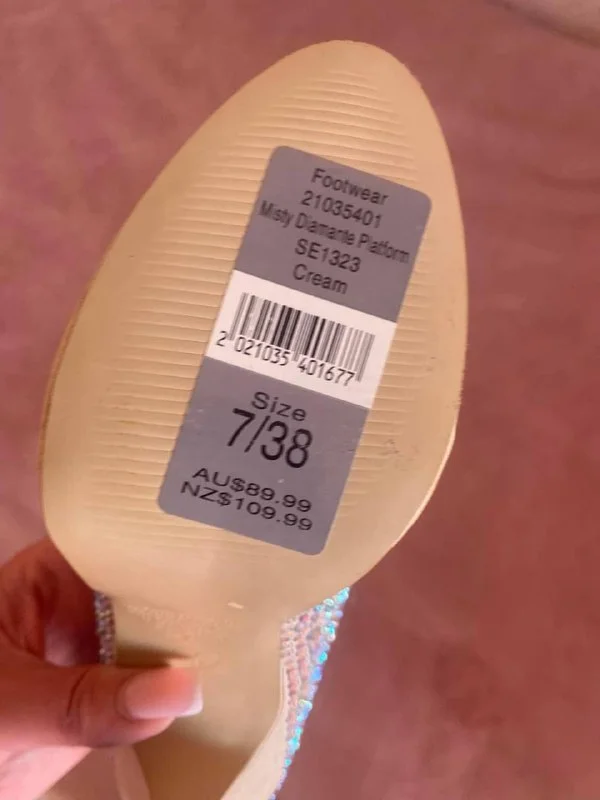 Footwear
21035401
Misty Diamante Platform
SE1323
Cream
2 021035 401677
Size
7/38
AU$89.99
NZ$109.99